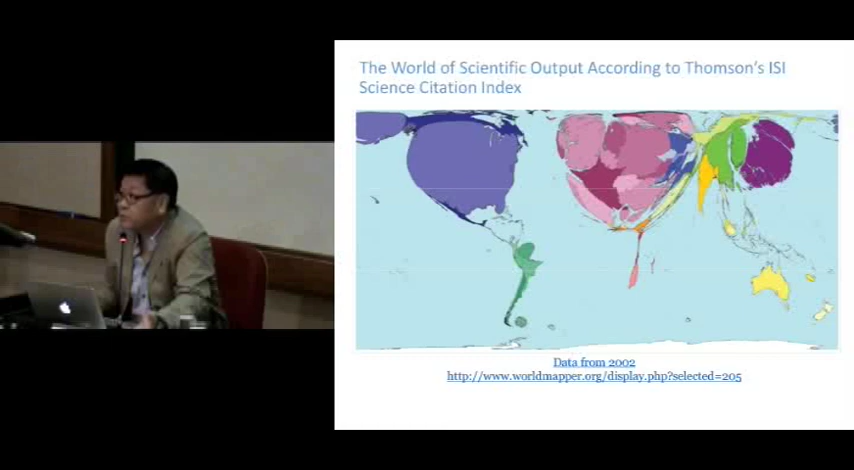 The World of Scientific Output According to Thomson's ISI
Science Citation Index
Data from 2002
http://www.worldmapper.org/display.php?selected=205